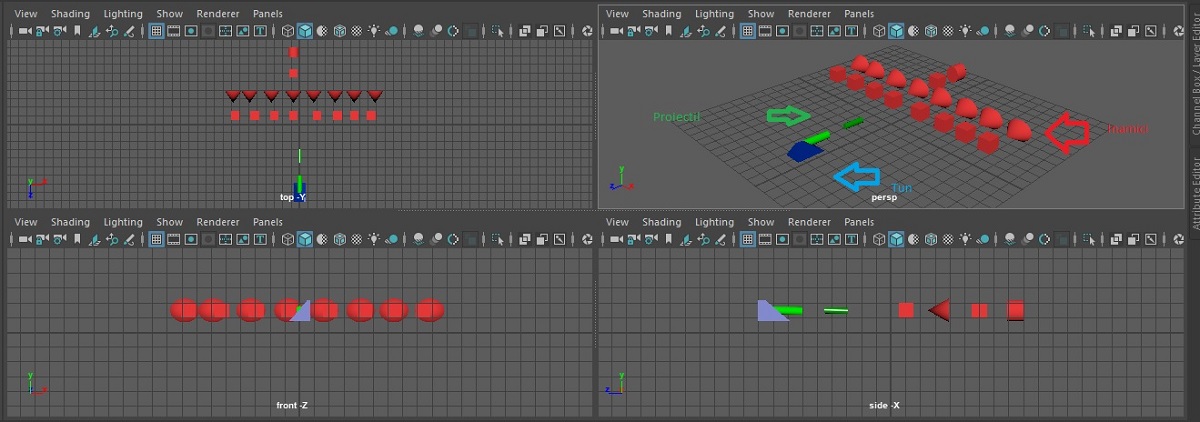 View Shading Lighting Show Renderer Panels
top -Y
View Shading Lighting Show Renderer Panels
Proiectil
Inamici
Tun
persp
View Shading Lighting Show Renderer Panels
front -Z
View Shading Lighting Show Renderer Panels
side -X
Channel Box / Layer Editor
Attribute Editor